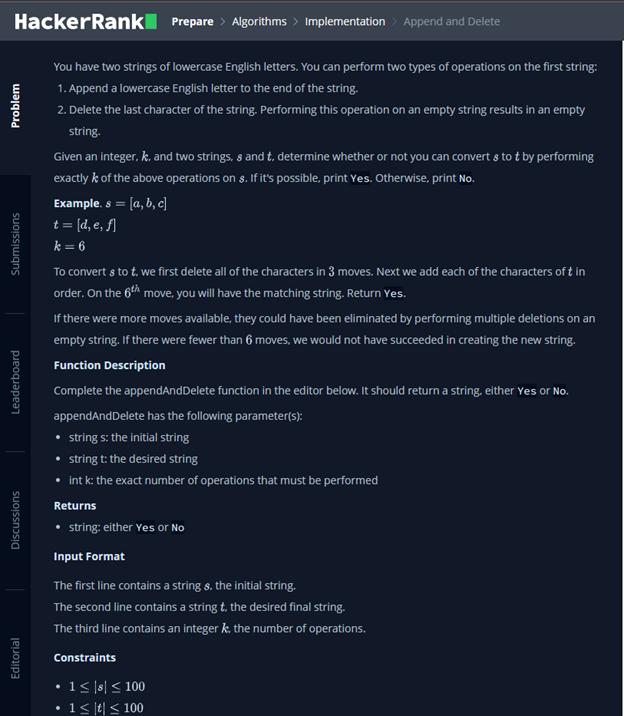 HackerRank Prepare > Algorithms > Implementation > Append and Delete
Problem
Submissions
Leaderboard
Discussions
Editorial
You have two strings of lowercase English letters. You can perform two types of operations on the first string:
1. Append a lowercase English letter to the end of the string.
2. Delete the last character of the string. Performing this operation on an empty string results in an empty
string.
Given an integer, k, and two strings, s and t, determine whether or not you can convert s to t by performing
exactly k of the above operations on s. If it's possible, print Yes. Otherwise, print No.
Example. s = [a, b, c]
t = [d, e, f]
k = 6
To convert s to t, we first delete all of the characters in 3 moves. Next we add each of the characters of t in
order. On the 6th move, you will have the matching string. Return Yes.
If there were more moves available, they could have been eliminated by performing multiple deletions on an
empty string. If there were fewer than 6 moves, we would not have succeeded in creating the new string.
Function Description
Complete the appendAndDelete function in the editor below. It should return a string, either Yes or No.
appendAndDelete has the following parameter(s):
• string s: the initial string
• string t: the desired string
• int k: the exact number of operations that must be performed
Returns
• string: either Yes or No
Input Format
The first line contains a string s, the initial string.
The second line contains a string t, the desired final string.
The third line contains an integer k, the number of operations.
Constraints
• 1 ≤ |s| ≤ 100
• 1 ≤ |t| ≤ 100